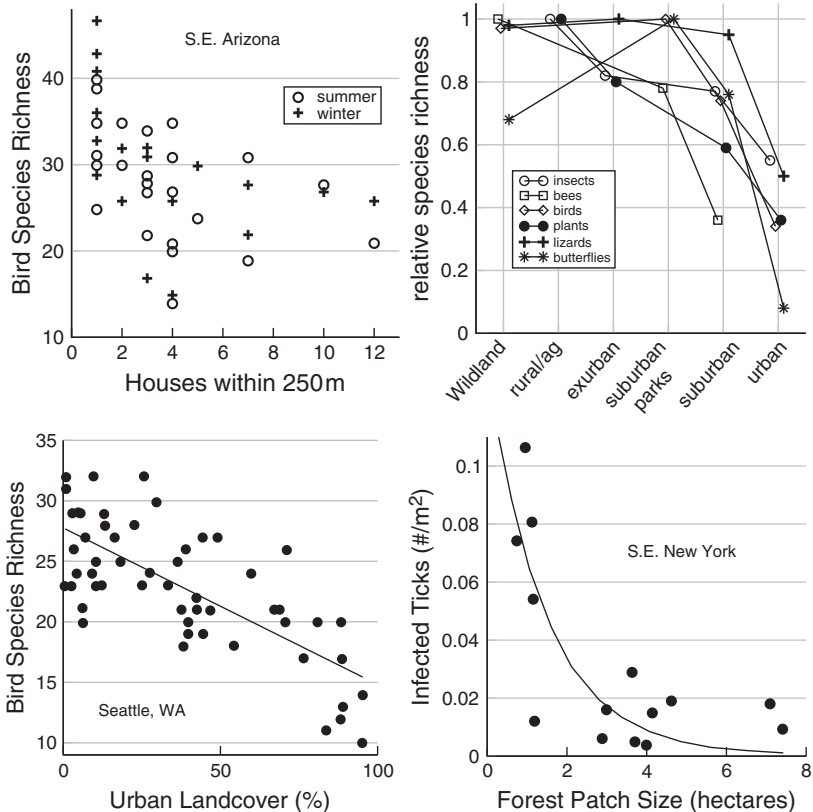 Bird Species Richness
40
30
20
10
S.E. Arizona
summer
winter
0 2 4 6 8 10 12
Houses within 250m
relative species richness
1
0.8
0.6
0.4
0.2
0
insects
bees
birds
plants
lizards
butterflies
Wildland
rural/ag
exurban
suburban
parks
suburban
urban
Bird Species Richness
35
30
25
20
15
10
Seattle, WA
0 50 100
Urban Landcover (%)
Infected Ticks (#/m²)
0.1
0.08
0.06
0.04
0.02
0
S.E. New York
0 2 4 6 8
Forest Patch Size (hectares)